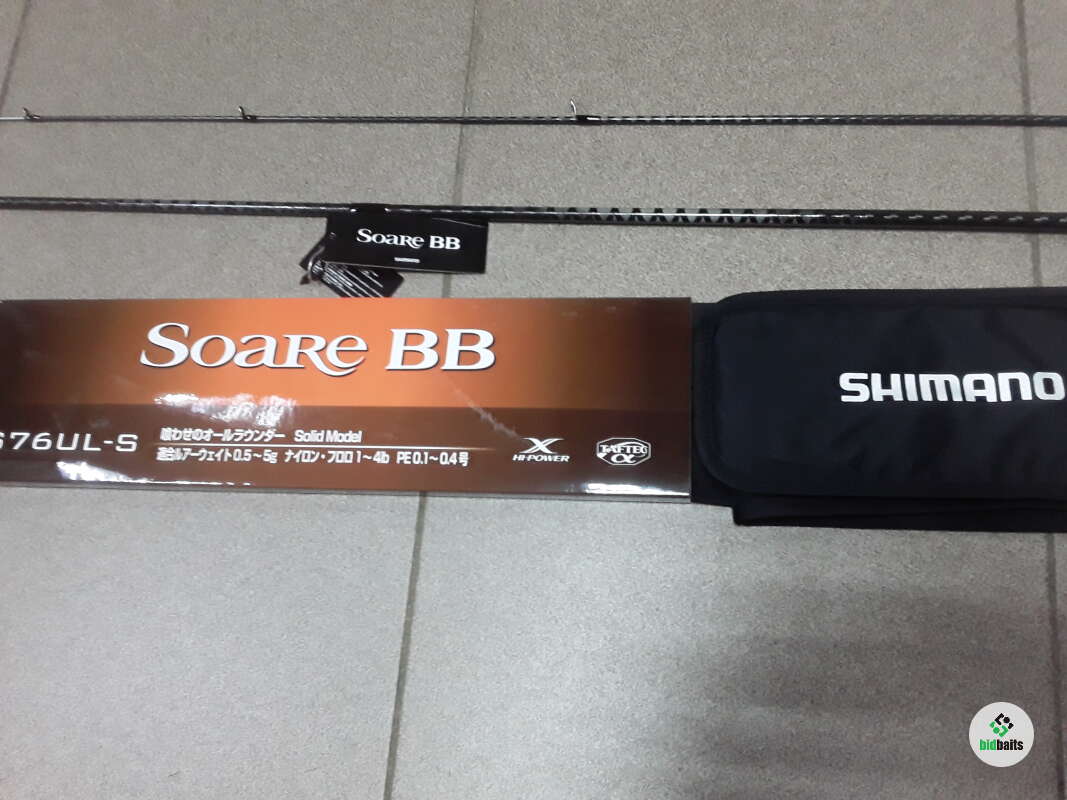 Soare BB
SHIMANO
Soare BB
S76UL-S
喰わせのオールラウンダー Solid Model
適合ルアーウェイト0.5~5g ナイロン・フロロ1~4lb PE0.1~0.4号
X
HI-POWER
TAFTEC
α
SHIMANO
bidbaits